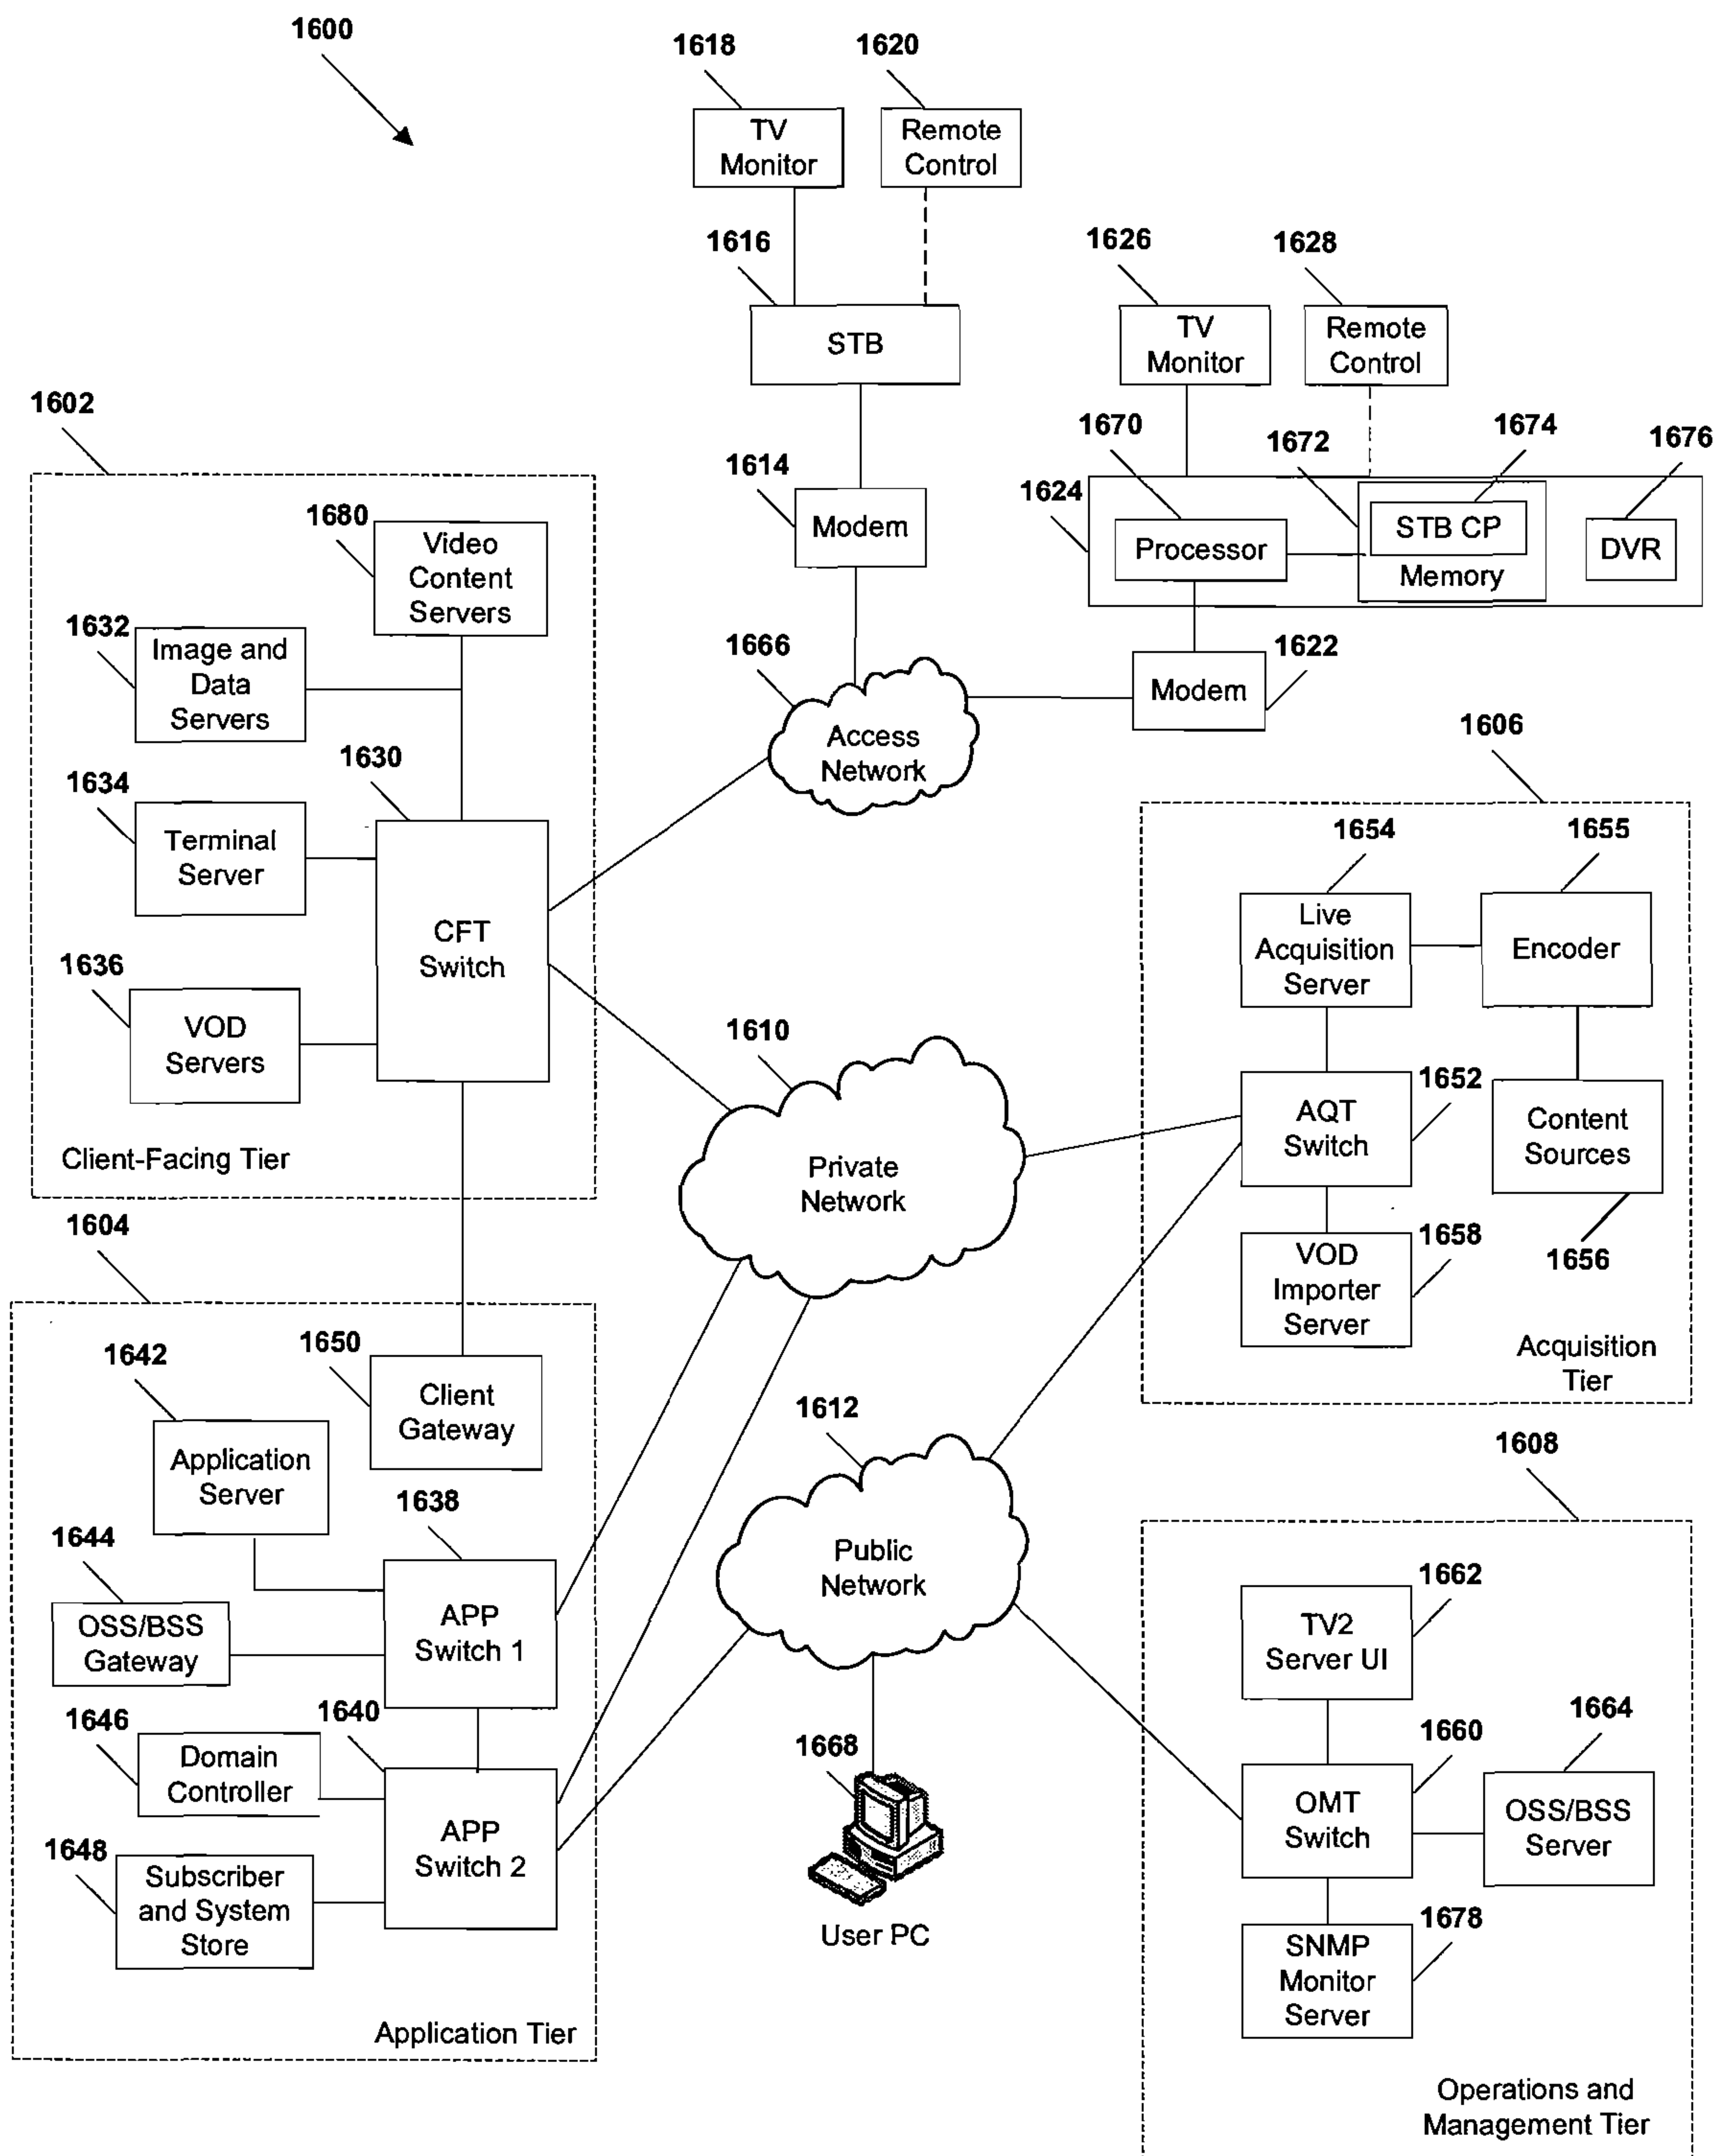 1600
1618
1620
TV
Monitor
Remote
Control
1616
STB
1626
1628
TV
Monitor
Remote
Control
1614
Modem
1670
1672
1674
1676
1624
Processor
STB CP
Memory
DVR
1666
Access
Network
Modem
1622
1602
1680
Video
Content
Servers
1632
Image and
Data
Servers
1630
1634
Terminal
Server
CFT
Switch
1636
VOD
Servers
Client-Facing Tier
1606
1654
1655
Live
Acquisition
Server
Encoder
1610
Private
Network
AQT
Switch
1652
Content
Sources
1656
VOD
Importer
Server
1658
Acquisition
Tier
1604
1642
1650
Client
Gateway
Application
Server
1638
1644
OSS/BSS
Gateway
APP
Switch 1
1646
1640
Domain
Controller
1648
APP
Switch 2
Subscriber
and System
Store
Application Tier
1612
Public
Network
1668
User PC
1608
1662
TV2
Server UI
1660
1664
OMT
Switch
OSS/BSS
Server
1678
SNMP
Monitor
Server
Operations and
Management Tier